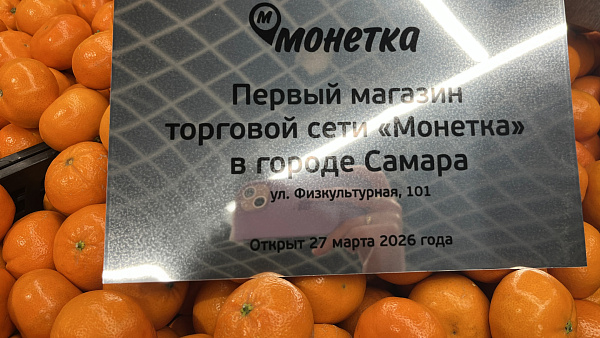 М монетка
Первый магазин
торговой сети «Монетка»
в городе Самара
ул. Физкультурная, 101
Открыт 27 марта 2026 года